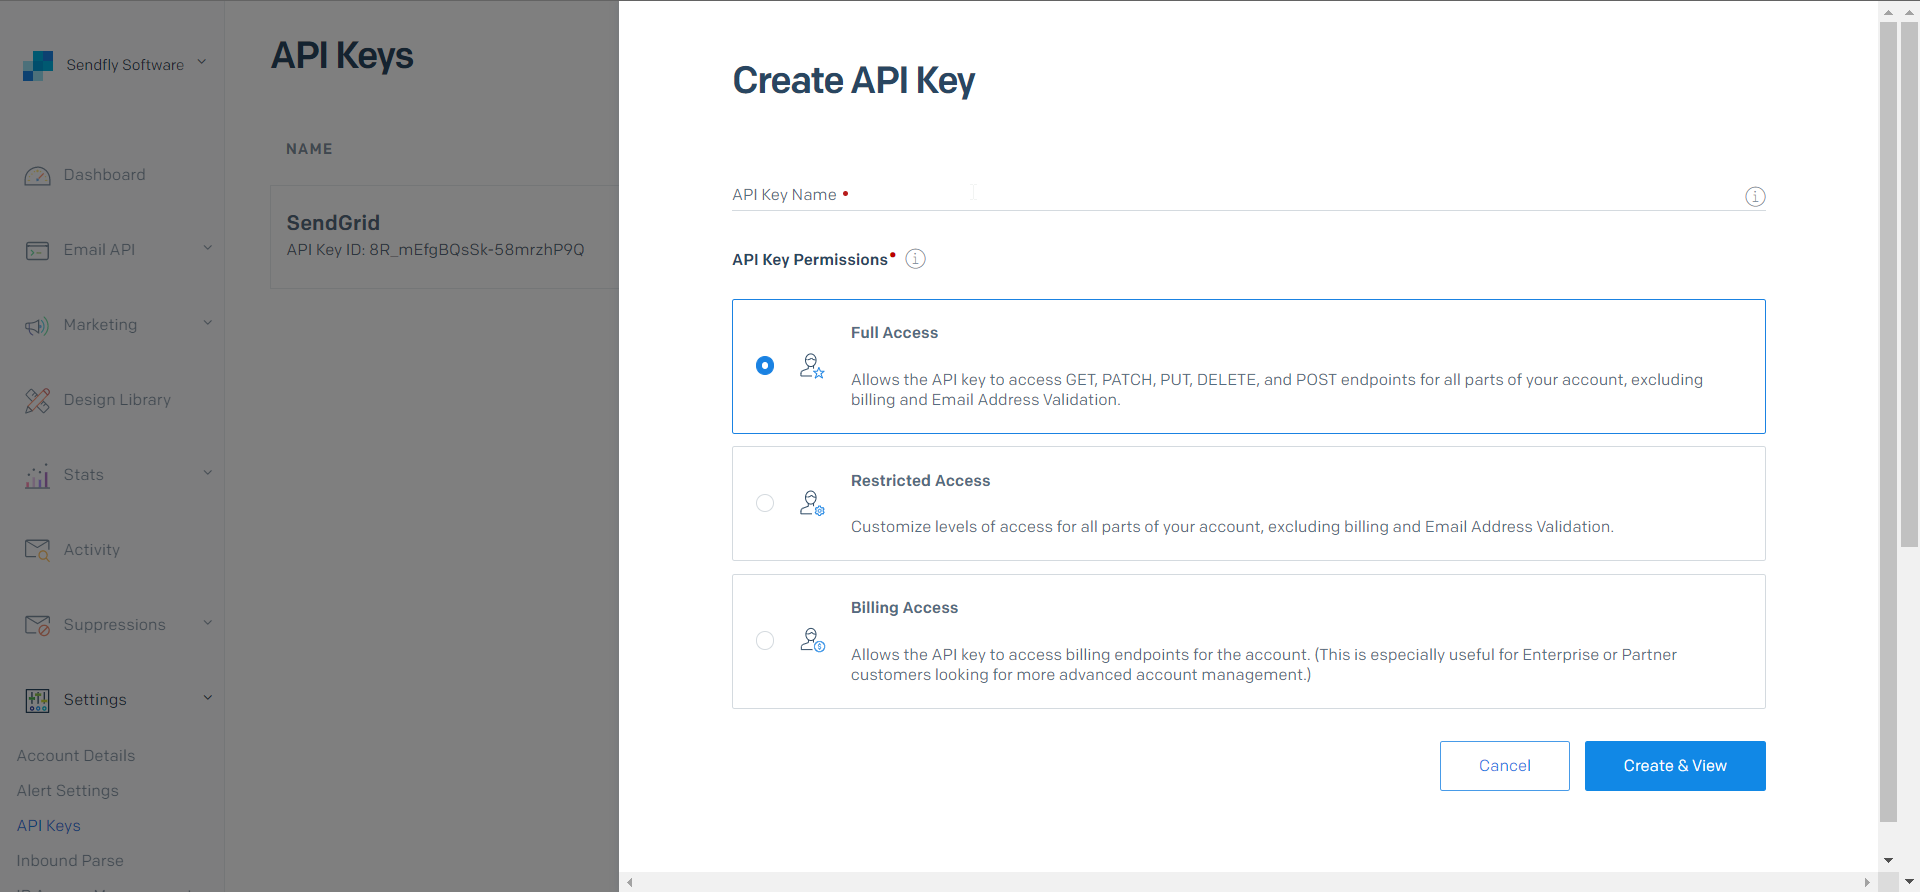 Sendfly Software
Dashboard
Email API
Marketing
Design Library
Stats
Activity
Suppressions
Settings
Account Details
Alert Settings
API Keys
Inbound Parse
API Keys
NAME
SendGrid
API Key ID: 8R_mEfgBQsSk-58mrzhP9Q
Create API Key
API Key Name •
API Key Permissions•
Full Access
Allows the API key to access GET, PATCH, PUT, DELETE, and POST endpoints for all parts of your account, excluding
billing and Email Address Validation.
Restricted Access
Customize levels of access for all parts of your account, excluding billing and Email Address Validation.
Billing Access
Allows the API key to access billing endpoints for the account. (This is especially useful for Enterprise or Partner
customers looking for more advanced account management.)
Cancel
Create & View